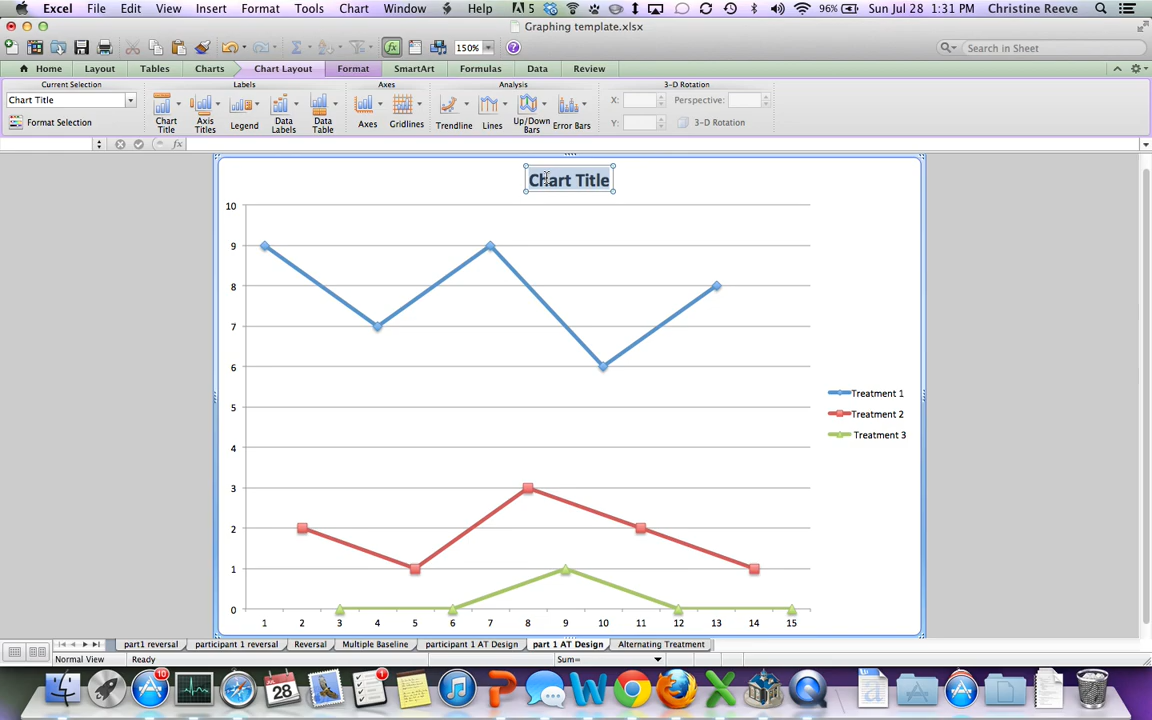 Excel File Edit View Insert Format Tools Chart Window Help 5 96% Sun Jul 28 1:31 PM Christine Reeve
Graphing template.xlsx
150% Search in Sheet
Home Layout Tables Charts Chart Layout Format SmartArt Formulas Data Review
Current Selection Labels Axes Analysis 3-D Rotation
Chart Title
Format Selection
Chart Title
Axis Titles
Legend
Data Labels
Data Table
Axes
Gridlines
Trendline
Lines
Up/Down Bars
Error Bars
X: Perspective:
Y: 3-D Rotation
fx
Chart Title
10
9
8
7
6
5
4
3
2
1
0
1 2 3 4 5 6 7 8 9 10 11 12 13 14 15
Treatment 1
Treatment 2
Treatment 3
part1 reversal participant 1 reversal Reversal Multiple Baseline participant 1 AT Design part 1 AT Design Alternating Treatment
Normal View Ready Sum=
10
JUL
28
1